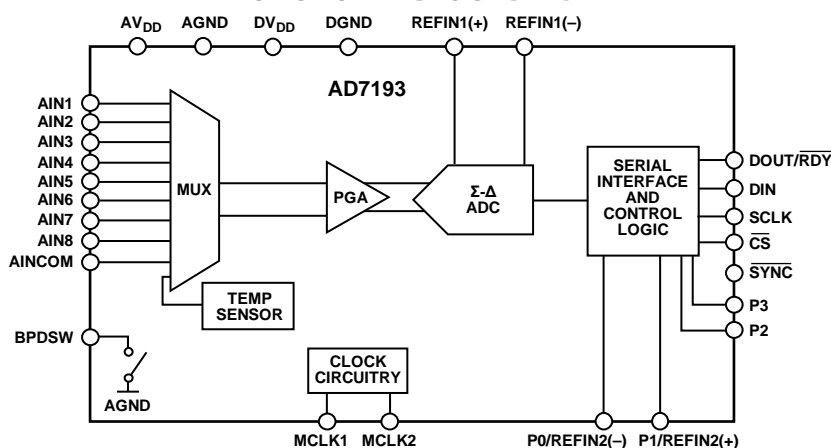 AVDD AGND DVDD DGND REFIN1(+) REFIN1(–)
AD7193
AIN1
AIN2
AIN3
AIN4
AIN5
AIN6
AIN7
AIN8
AINCOM
MUX
PGA
Σ-Δ
ADC
SERIAL
INTERFACE
AND
CONTROL
LOGIC
DOUT/RDY
DIN
SCLK
CS
SYNC
P3
P2
TEMP
SENSOR
BPDSW
AGND
CLOCK
CIRCUITRY
MCLK1 MCLK2 P0/REFIN2(–) P1/REFIN2(+)